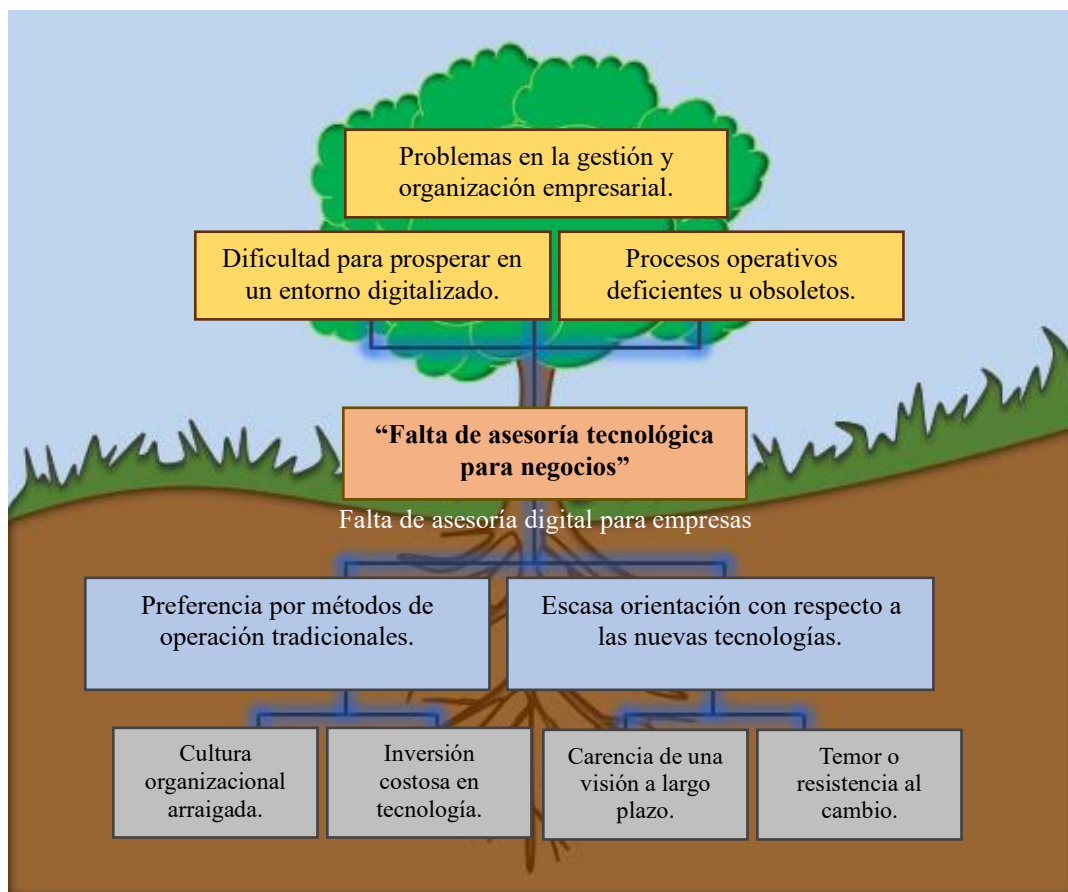 Problemas en la gestión y
organización empresarial.
Dificultad para prosperar en
un entorno digitalizado.
Procesos operativos
deficientes u obsoletos.
“Falta de asesoría tecnológica
para negocios”
Falta de asesoría digital para empresas
Preferencia por métodos de
operación tradicionales.
Escasa orientación con respecto a
las nuevas tecnologías.
Cultura
organizacional
arraigada.
Inversión
costosa en
tecnología.
Carencia de una
visión a largo
plazo.
Temor o
resistencia al
cambio.